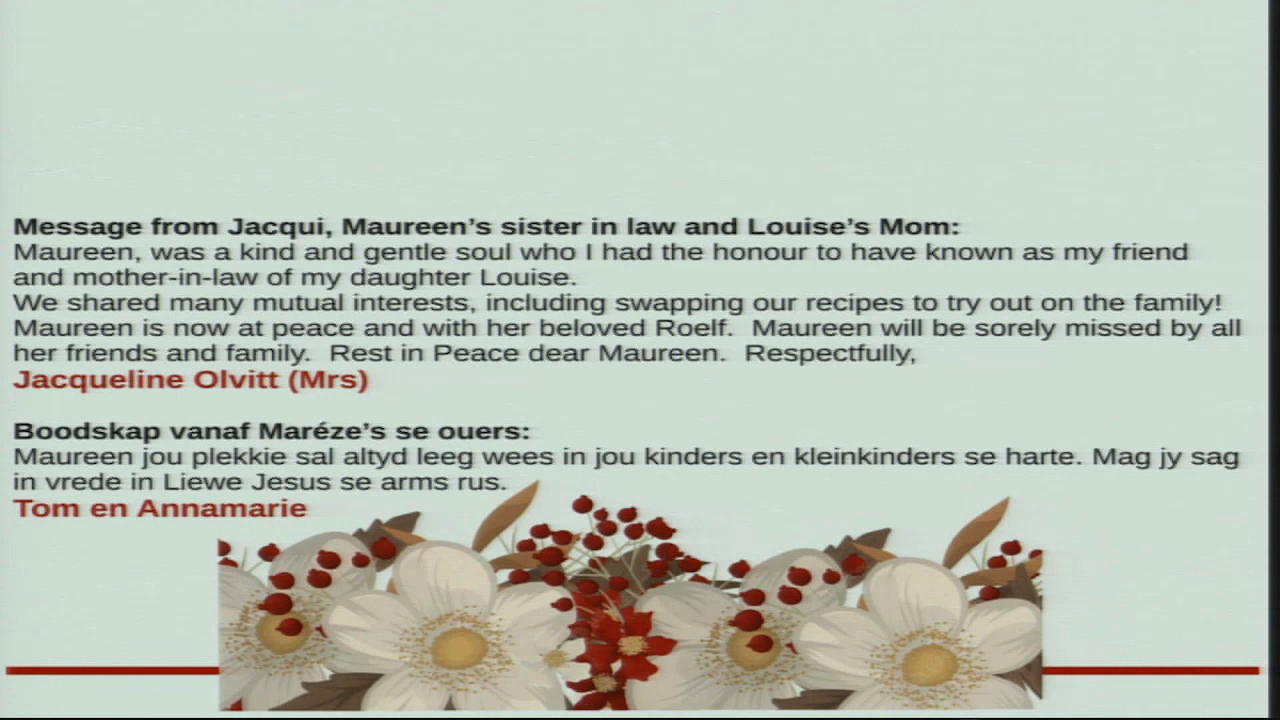 Message from Jacqui, Maureen’s sister in law and Louise’s Mom:
Maureen, was a kind and gentle soul who I had the honour to have known as my friend
and mother-in-law of my daughter Louise.
We shared many mutual interests, including swapping our recipes to try out on the family!
Maureen is now at peace and with her beloved Roelf.  Maureen will be sorely missed by all
her friends and family.  Rest in Peace dear Maureen.  Respectfully,
Jacqueline Olvitt (Mrs)
Boodskap vanaf Maréze’s se ouers:
Maureen jou plekkie sal altyd leeg wees in jou kinders en kleinkinders se harte. Mag jy sag
in vrede in Liewe Jesus se arms rus.
Tom en Annamarie